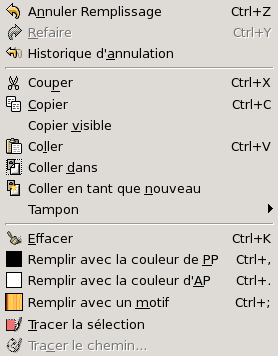 Annuler Remplissage Ctrl+Z
Refaire Ctrl+Y
Historique d'annulation
Couper Ctrl+X
Copier Ctrl+C
Copier visible
Coller Ctrl+V
Coller dans
Coller en tant que nouveau
Tampon
Effacer Ctrl+K
Remplir avec la couleur de PP Ctrl+,
Remplir avec la couleur d'AP Ctrl+.
Remplir avec un motif Ctrl+;
Tracer la sélection
Tracer le chemin...